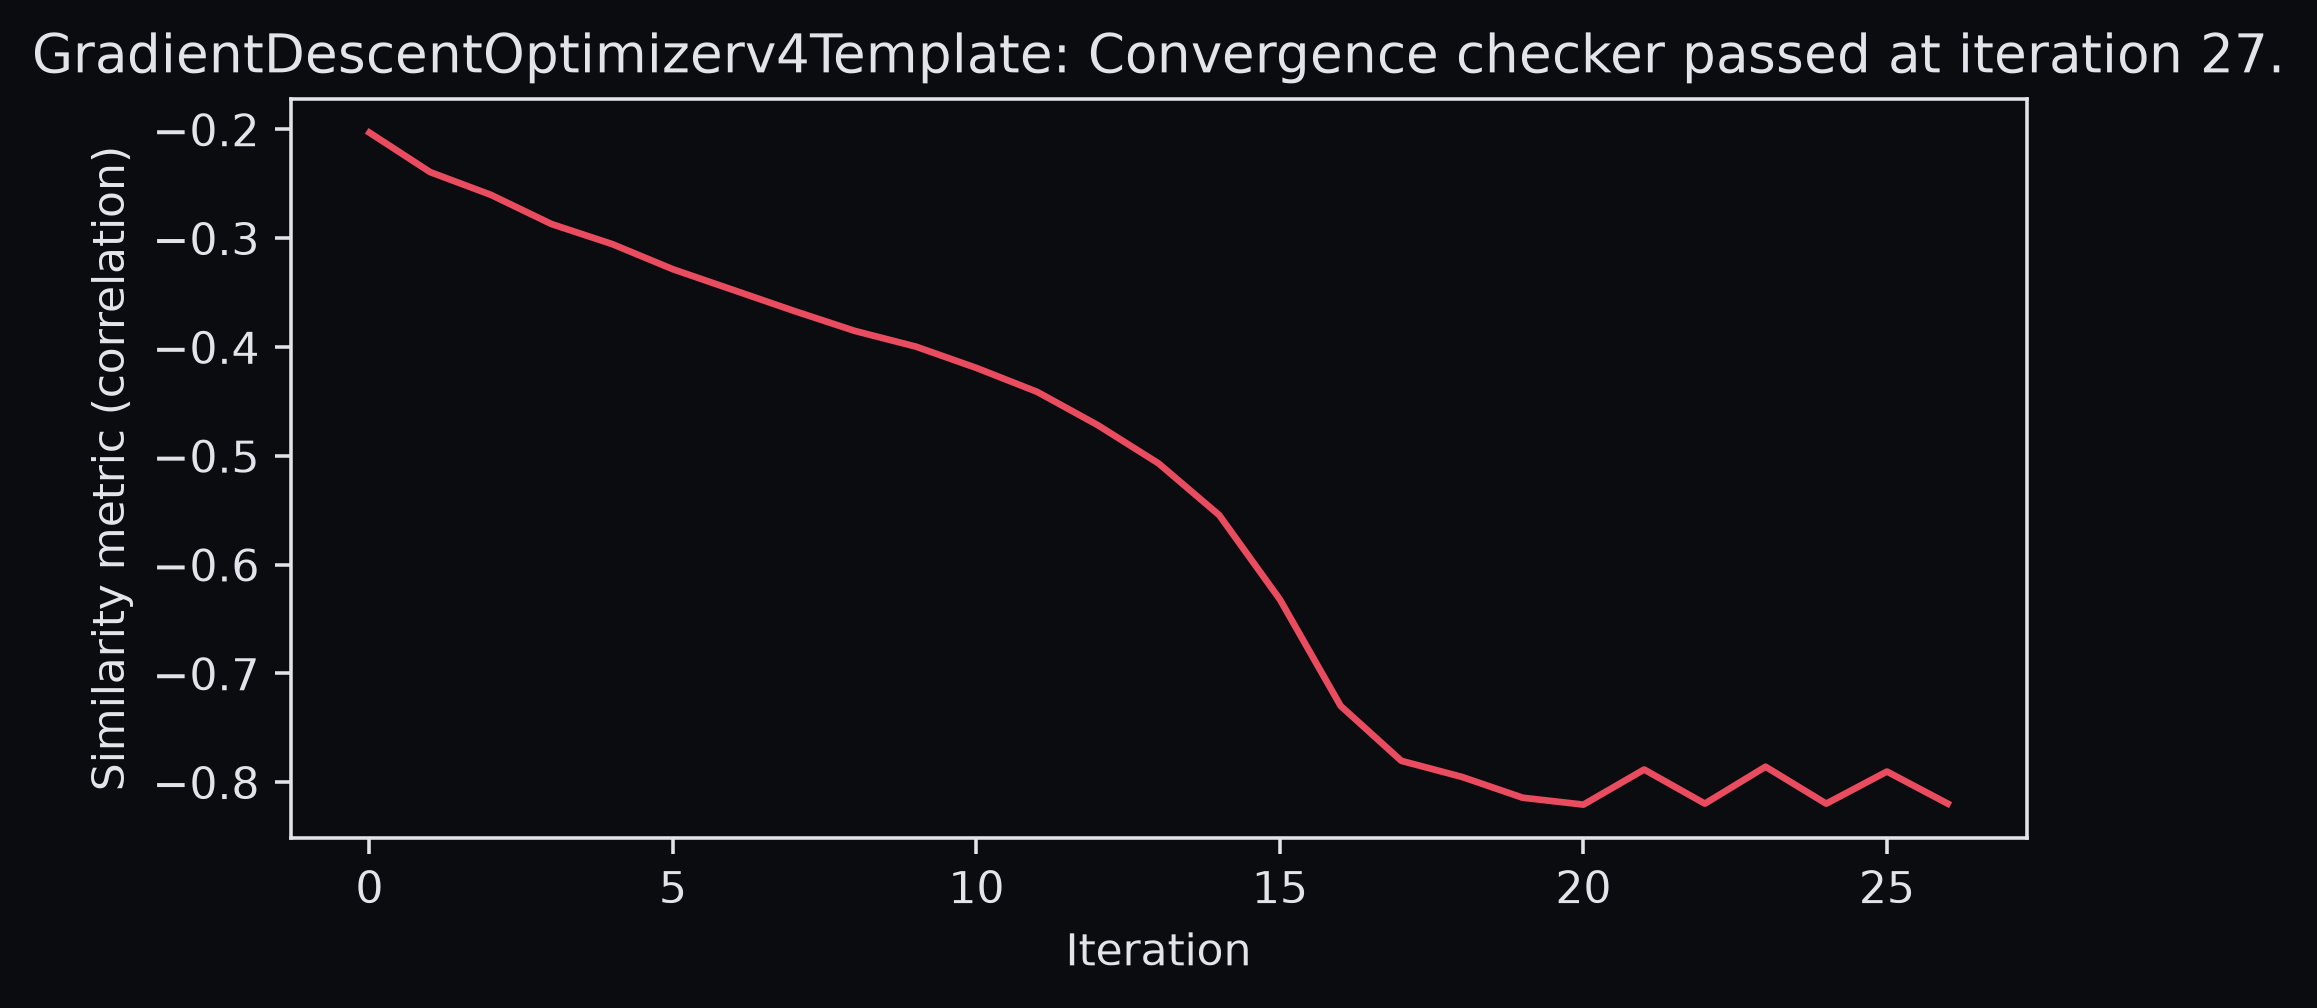 GradientDescentOptimizerv4Template: Convergence checker passed at iteration 27.
Similarity metric (correlation)
−0.2
−0.3
−0.4
−0.5
−0.6
−0.7
−0.8
0 5 10 15 20 25
Iteration